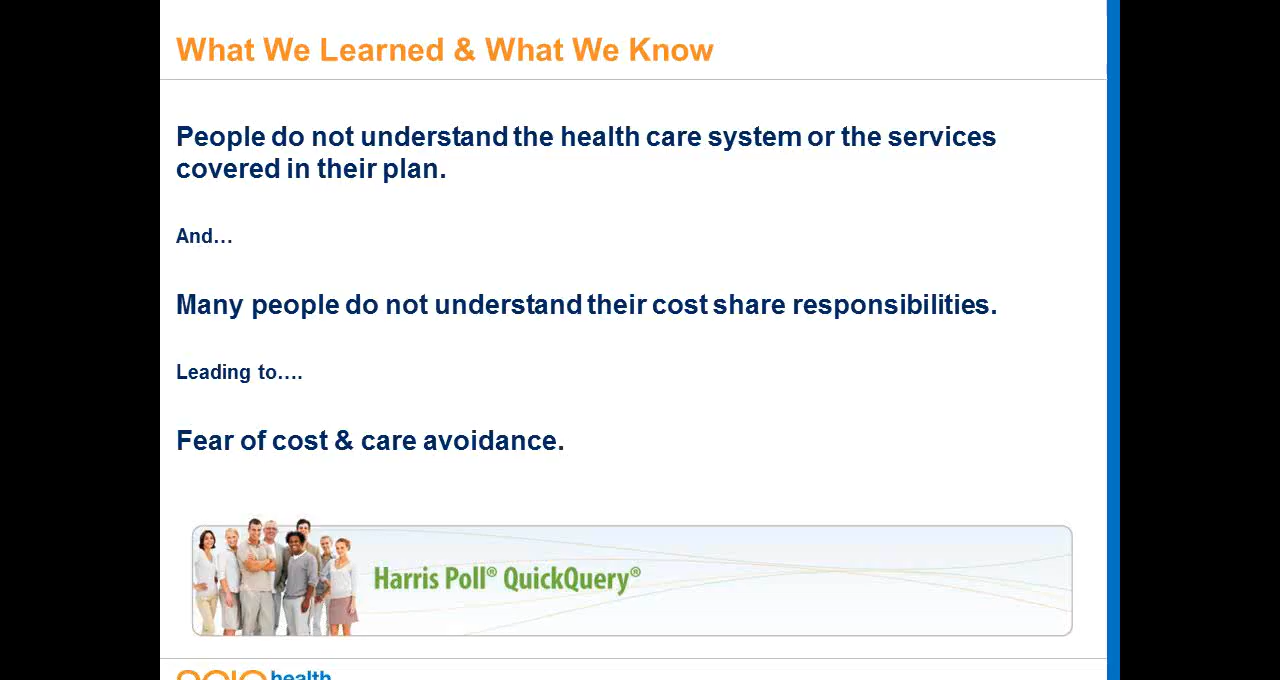 What We Learned & What We Know
People do not understand the health care system or the services
covered in their plan.
And…
Many people do not understand their cost share responsibilities.
Leading to….
Fear of cost & care avoidance.
Harris Poll® QuickQuery®
health